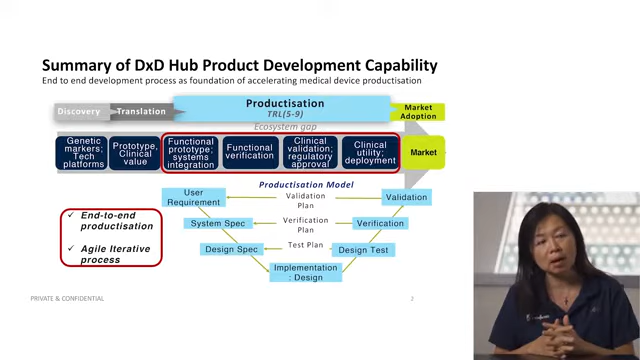 Summary of DxD Hub Product Development Capability
End to end development process as foundation of accelerating medical device productisation
Discovery
Translation
Productisation
TRL(5-9)
Market
Adoption
Ecosystem gap
Genetic
markers;
Tech
platforms
Prototype,
Clinical
value
Functional
prototype;
systems
integration
Functional
verification
Clinical
validation;
regulatory
approval
Clinical
utility;
deployment
Market
Productisation Model
User
Requirement
Validation
Plan
Validation
System Spec
Verification
Plan
Verification
Design Spec
Test Plan
Design Test
Implementation
: Design
✓ End-to-end
productisation
✓ Agile Iterative
process
PRIVATE & CONFIDENTIAL
2